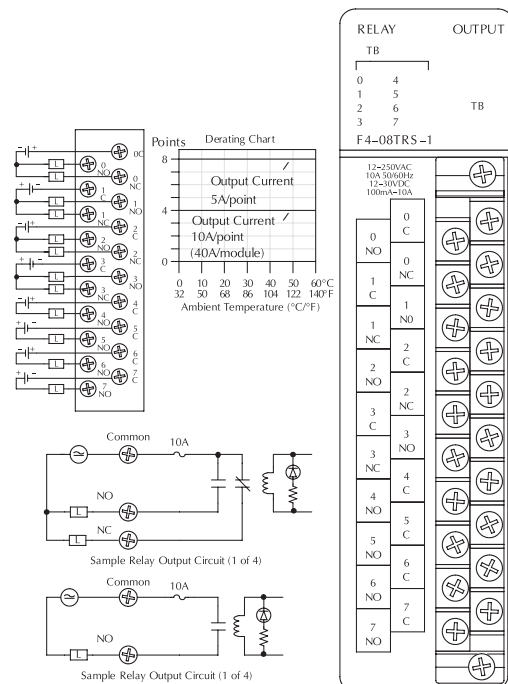 RELAY OUTPUT
TB
0 4
1 5
2 6
3 7
TB
F4–08TRS–1
12–250VAC
10A 50/60Hz
12–30VDC
100mA–10A
0
C
0
NO
0
NC
1
C
1
N0
1
NC
2
C
2
NO
2
NC
3
C
3
NO
3
NC
4
C
4
NO
5
C
5
NO
6
C
6
NO
7
C
7
NO
Points Derating Chart
8
Output Current
5A/point
4
Output Current
10A/point
(40A/module)
0
0 10 20 30 40 50 60°C
32 50 68 86 104 122 140°F
Ambient Temperature (°C/°F)
- +
0C
L
0
NO
L
0
NC
+ -
1
C
L
1
NO
L
1
NC
- +
2
C
L
2
NO
L
2
NC
+ -
3
C
L
3
NO
L
3
NC
- +
4
C
L
4
NO
+ -
5
C
L
5
NO
- +
6
C
L
6
NO
+ -
7
C
L
7
NO
Common
10A
NO
L
NC
L
Sample Relay Output Circuit (1 of 4)
Common
10A
NO
L
Sample Relay Output Circuit (1 of 4)